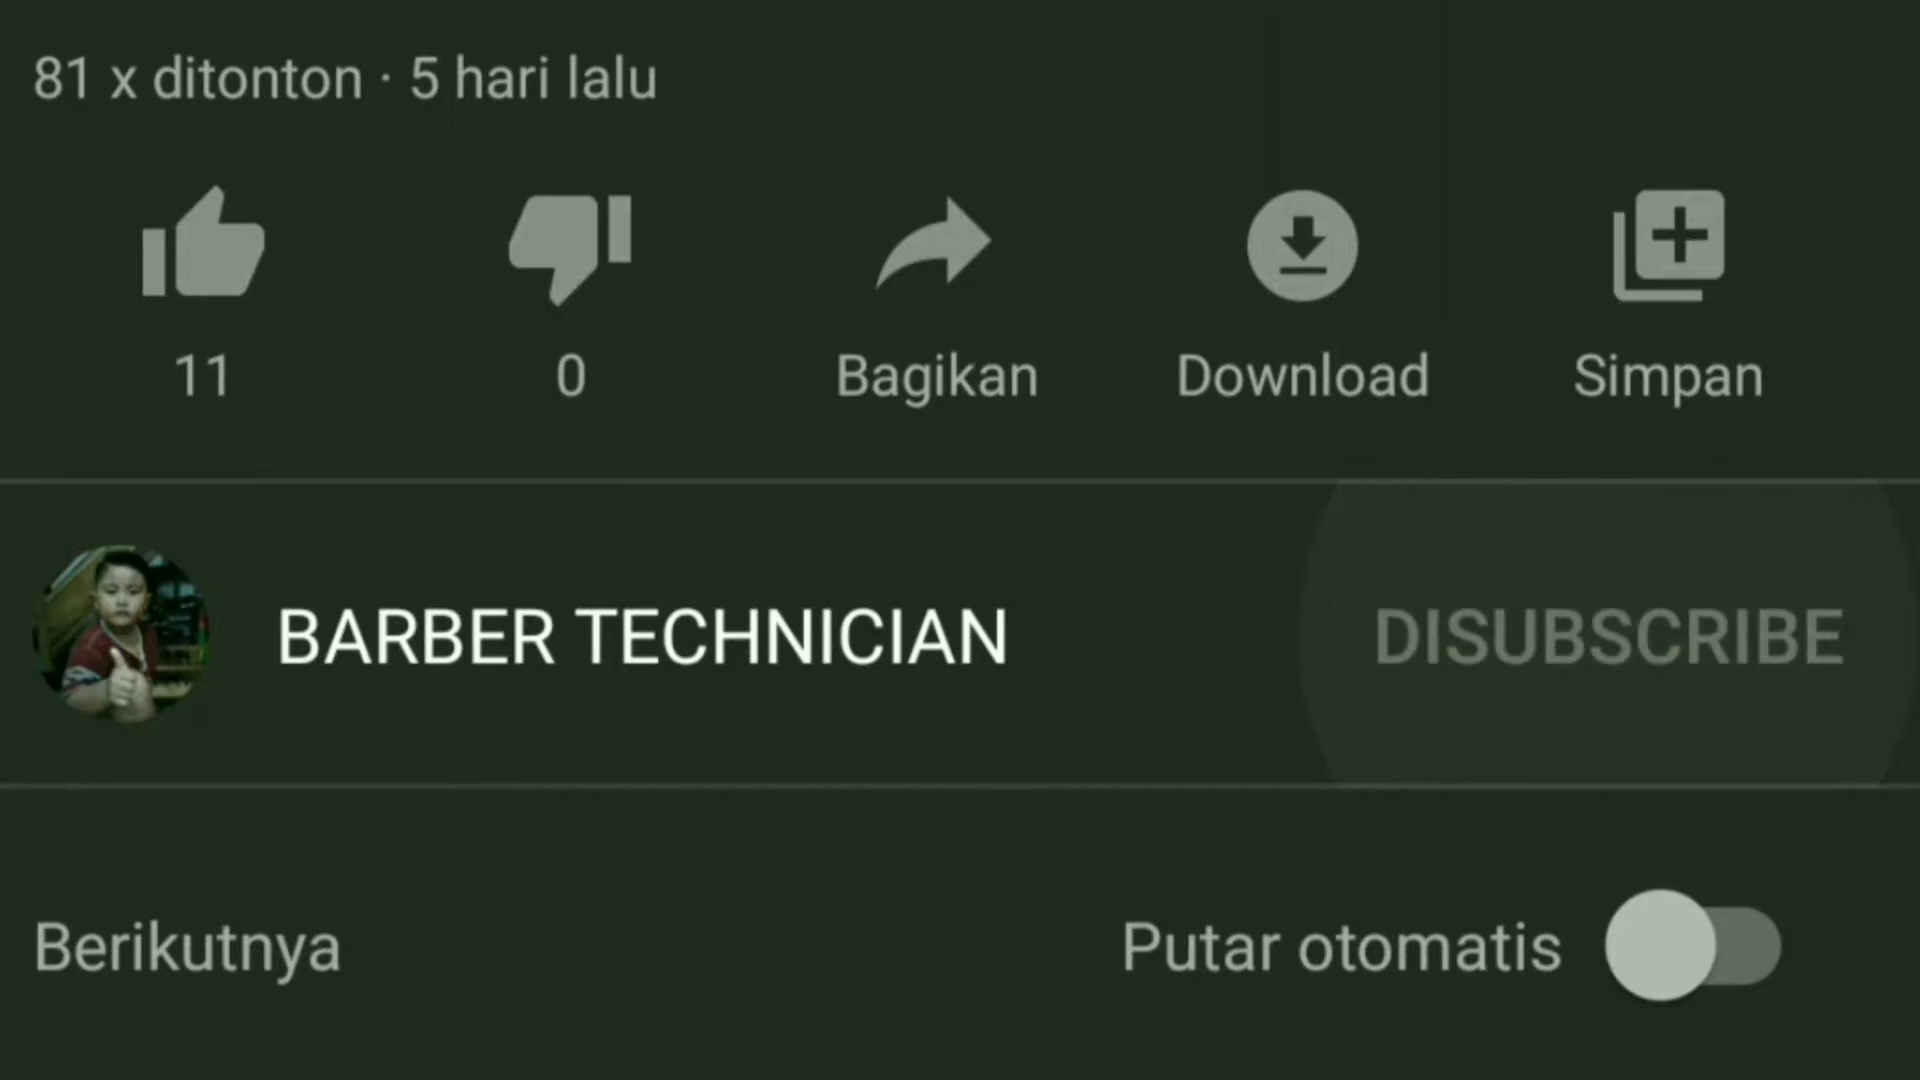 81 x ditonton · 5 hari lalu
11
0
Bagikan
Download
Simpan
BARBER TECHNICIAN
DISUBSCRIBE
Berikutnya
Putar otomatis